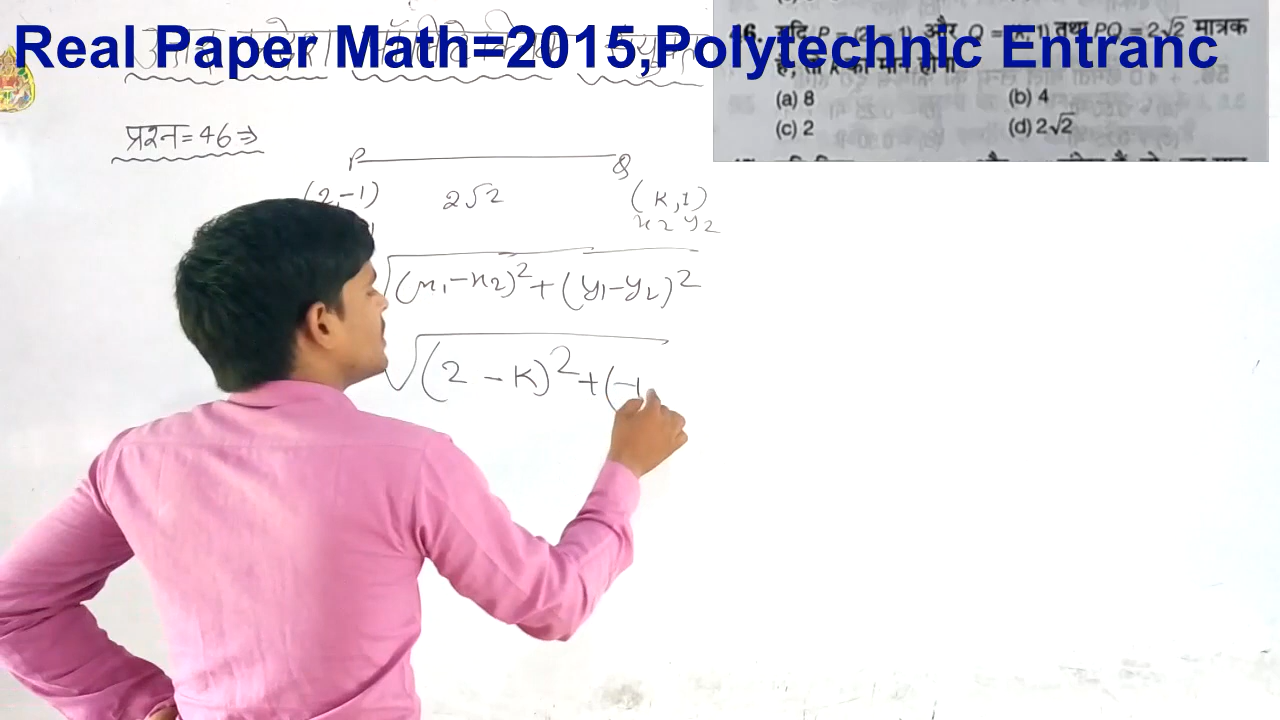 Real Paper Math=2015,Polytechnic Entranc
46. यदि P = (2, – 1) और Q = (K, 1) तथा PQ = 2√2 मात्रक
है, तो K का मान होगा
(a) 8
(b) 4
(c) 2
(d) 2√2
प्रश्न=46⇒
P
Q
(2,-1)
2√2
(K,1)
x2 y2
√(x1-x2)²+(y1-y2)²
√(2-K)²+(-1